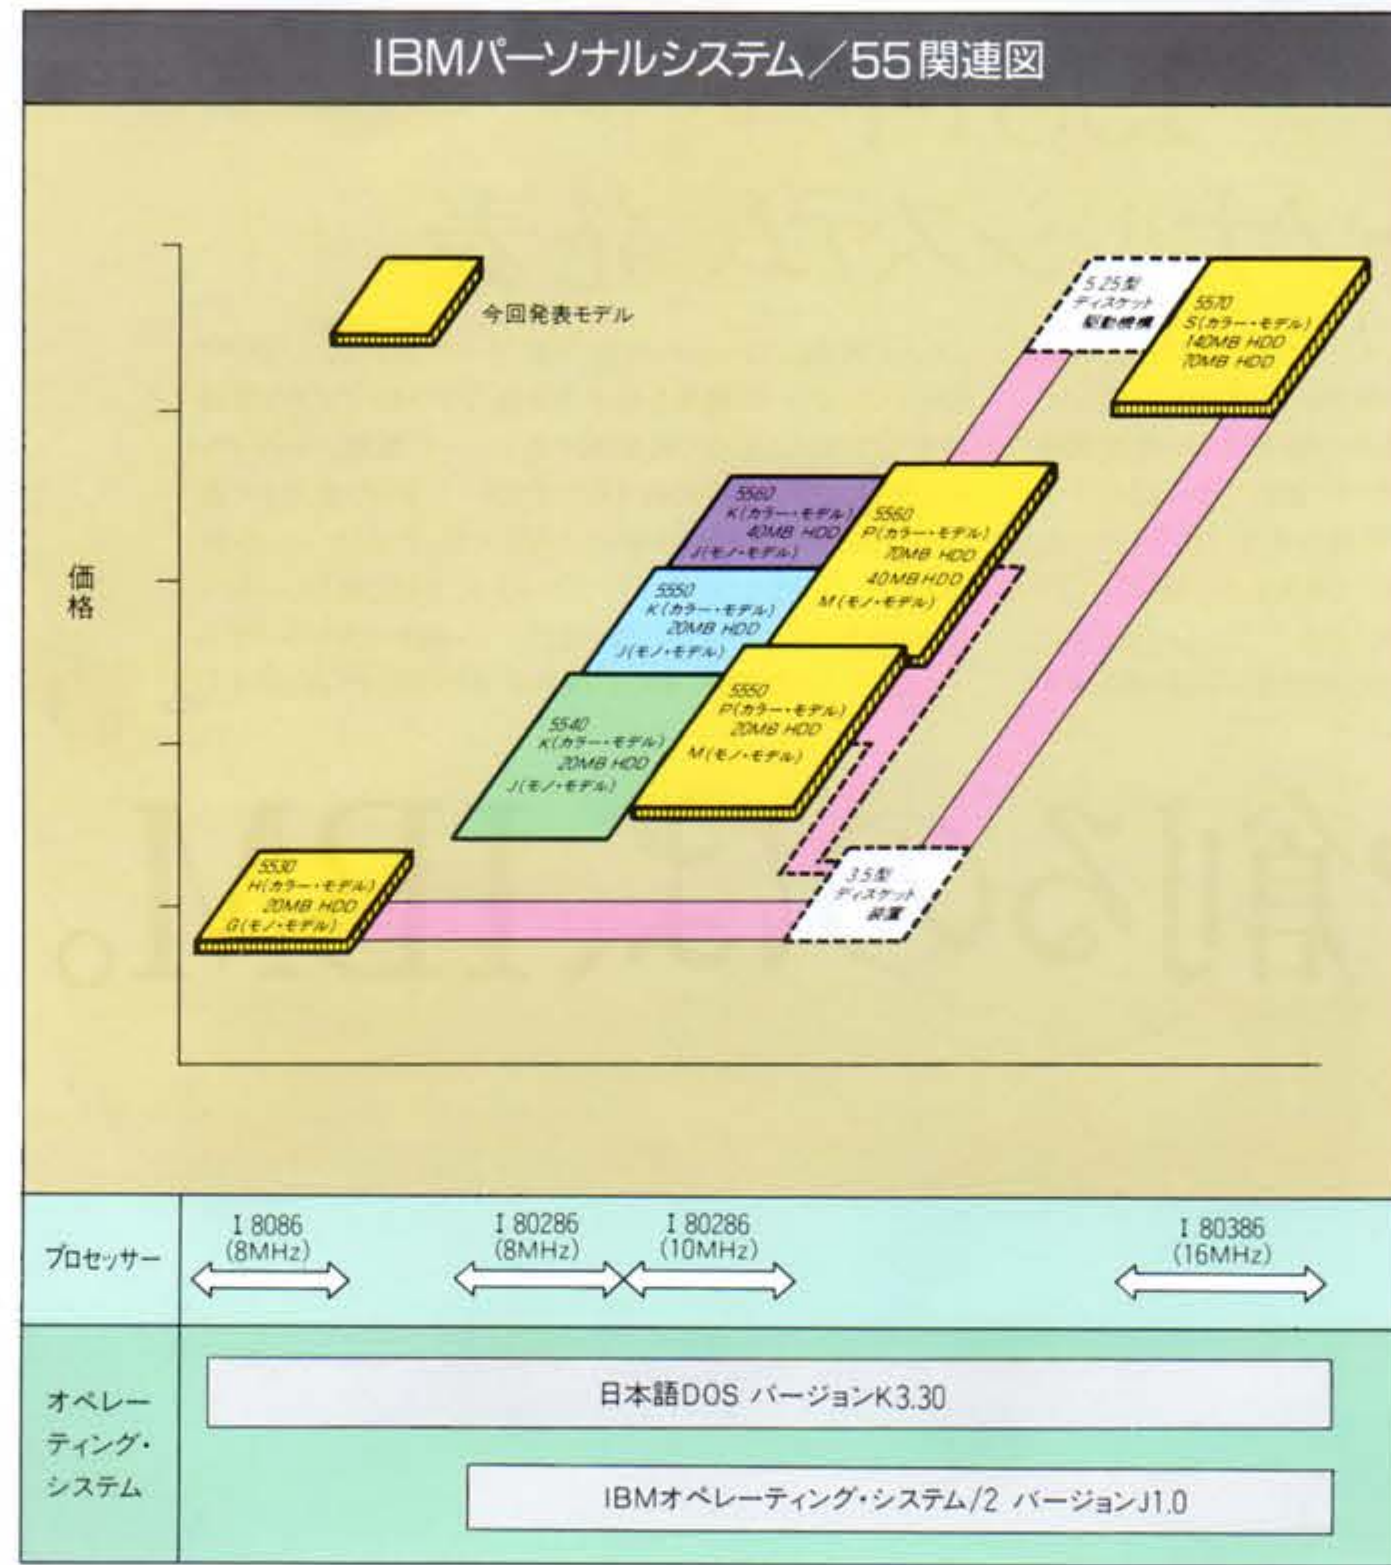 IBMパーソナルシステム／55関連図
今回発表モデル
5.25型
ディスケット
駆動機構
5570
S(カラー・モデル)
140MB HDD
70MB HDD
5560
K(カラー・モデル)
40MB HDD
J(モノ・モデル)
5560
P(カラー・モデル)
70MB HDD
40MB HDD
M(モノ・モデル)
価格
5550
K(カラー・モデル)
20MB HDD
J(モノ・モデル)
5550
P(カラー・モデル)
20MB HDD
M(モノ・モデル)
5540
K(カラー・モデル)
20MB HDD
J(モノ・モデル)
5530
H(カラー・モデル)
20MB HDD
G(モノ・モデル)
3.5型
ディスケット
装置
プロセッサー
I 8086
(8MHz)
I 80286
(8MHz)
I 80286
(10MHz)
I 80386
(16MHz)
オペレー
ティング・
システム
日本語DOS バージョンK3.30
IBMオペレーティング・システム/2 バージョンJ1.0